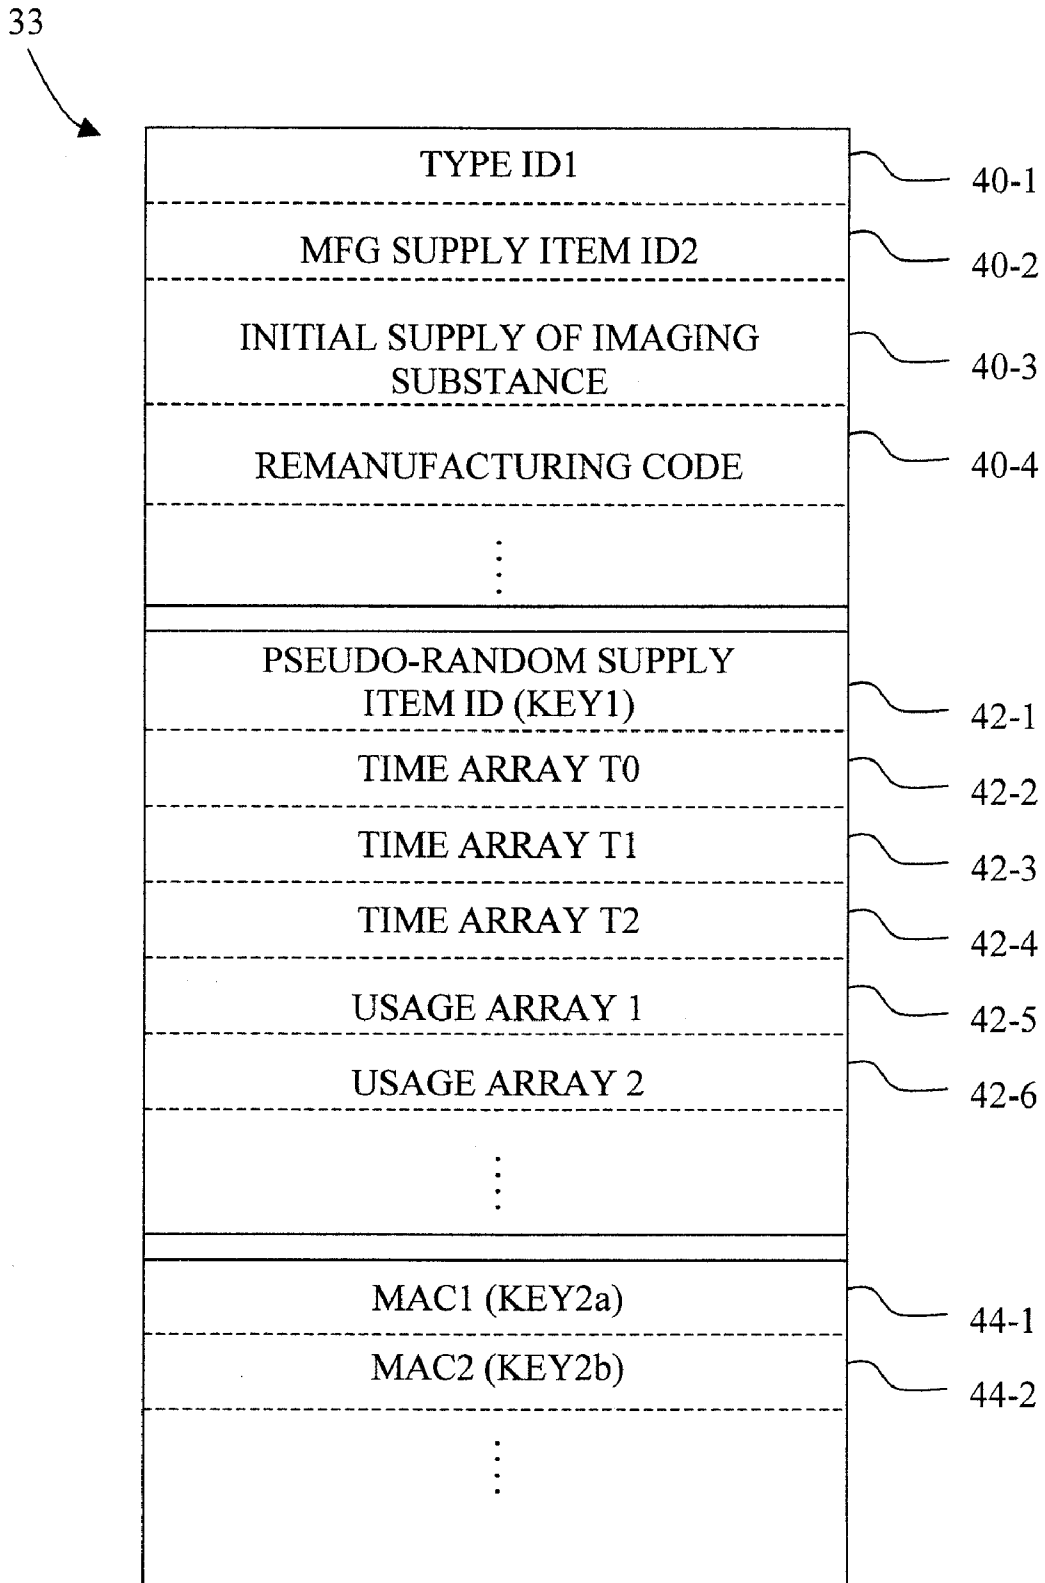 33
TYPE ID1
40-1
MFG SUPPLY ITEM ID2
40-2
INITIAL SUPPLY OF IMAGING
SUBSTANCE
40-3
REMANUFACTURING CODE
40-4
PSEUDO-RANDOM SUPPLY
ITEM ID (KEY1)
42-1
TIME ARRAY T0
42-2
TIME ARRAY T1
42-3
TIME ARRAY T2
42-4
USAGE ARRAY 1
42-5
USAGE ARRAY 2
42-6
MAC1 (KEY2a)
44-1
MAC2 (KEY2b)
44-2